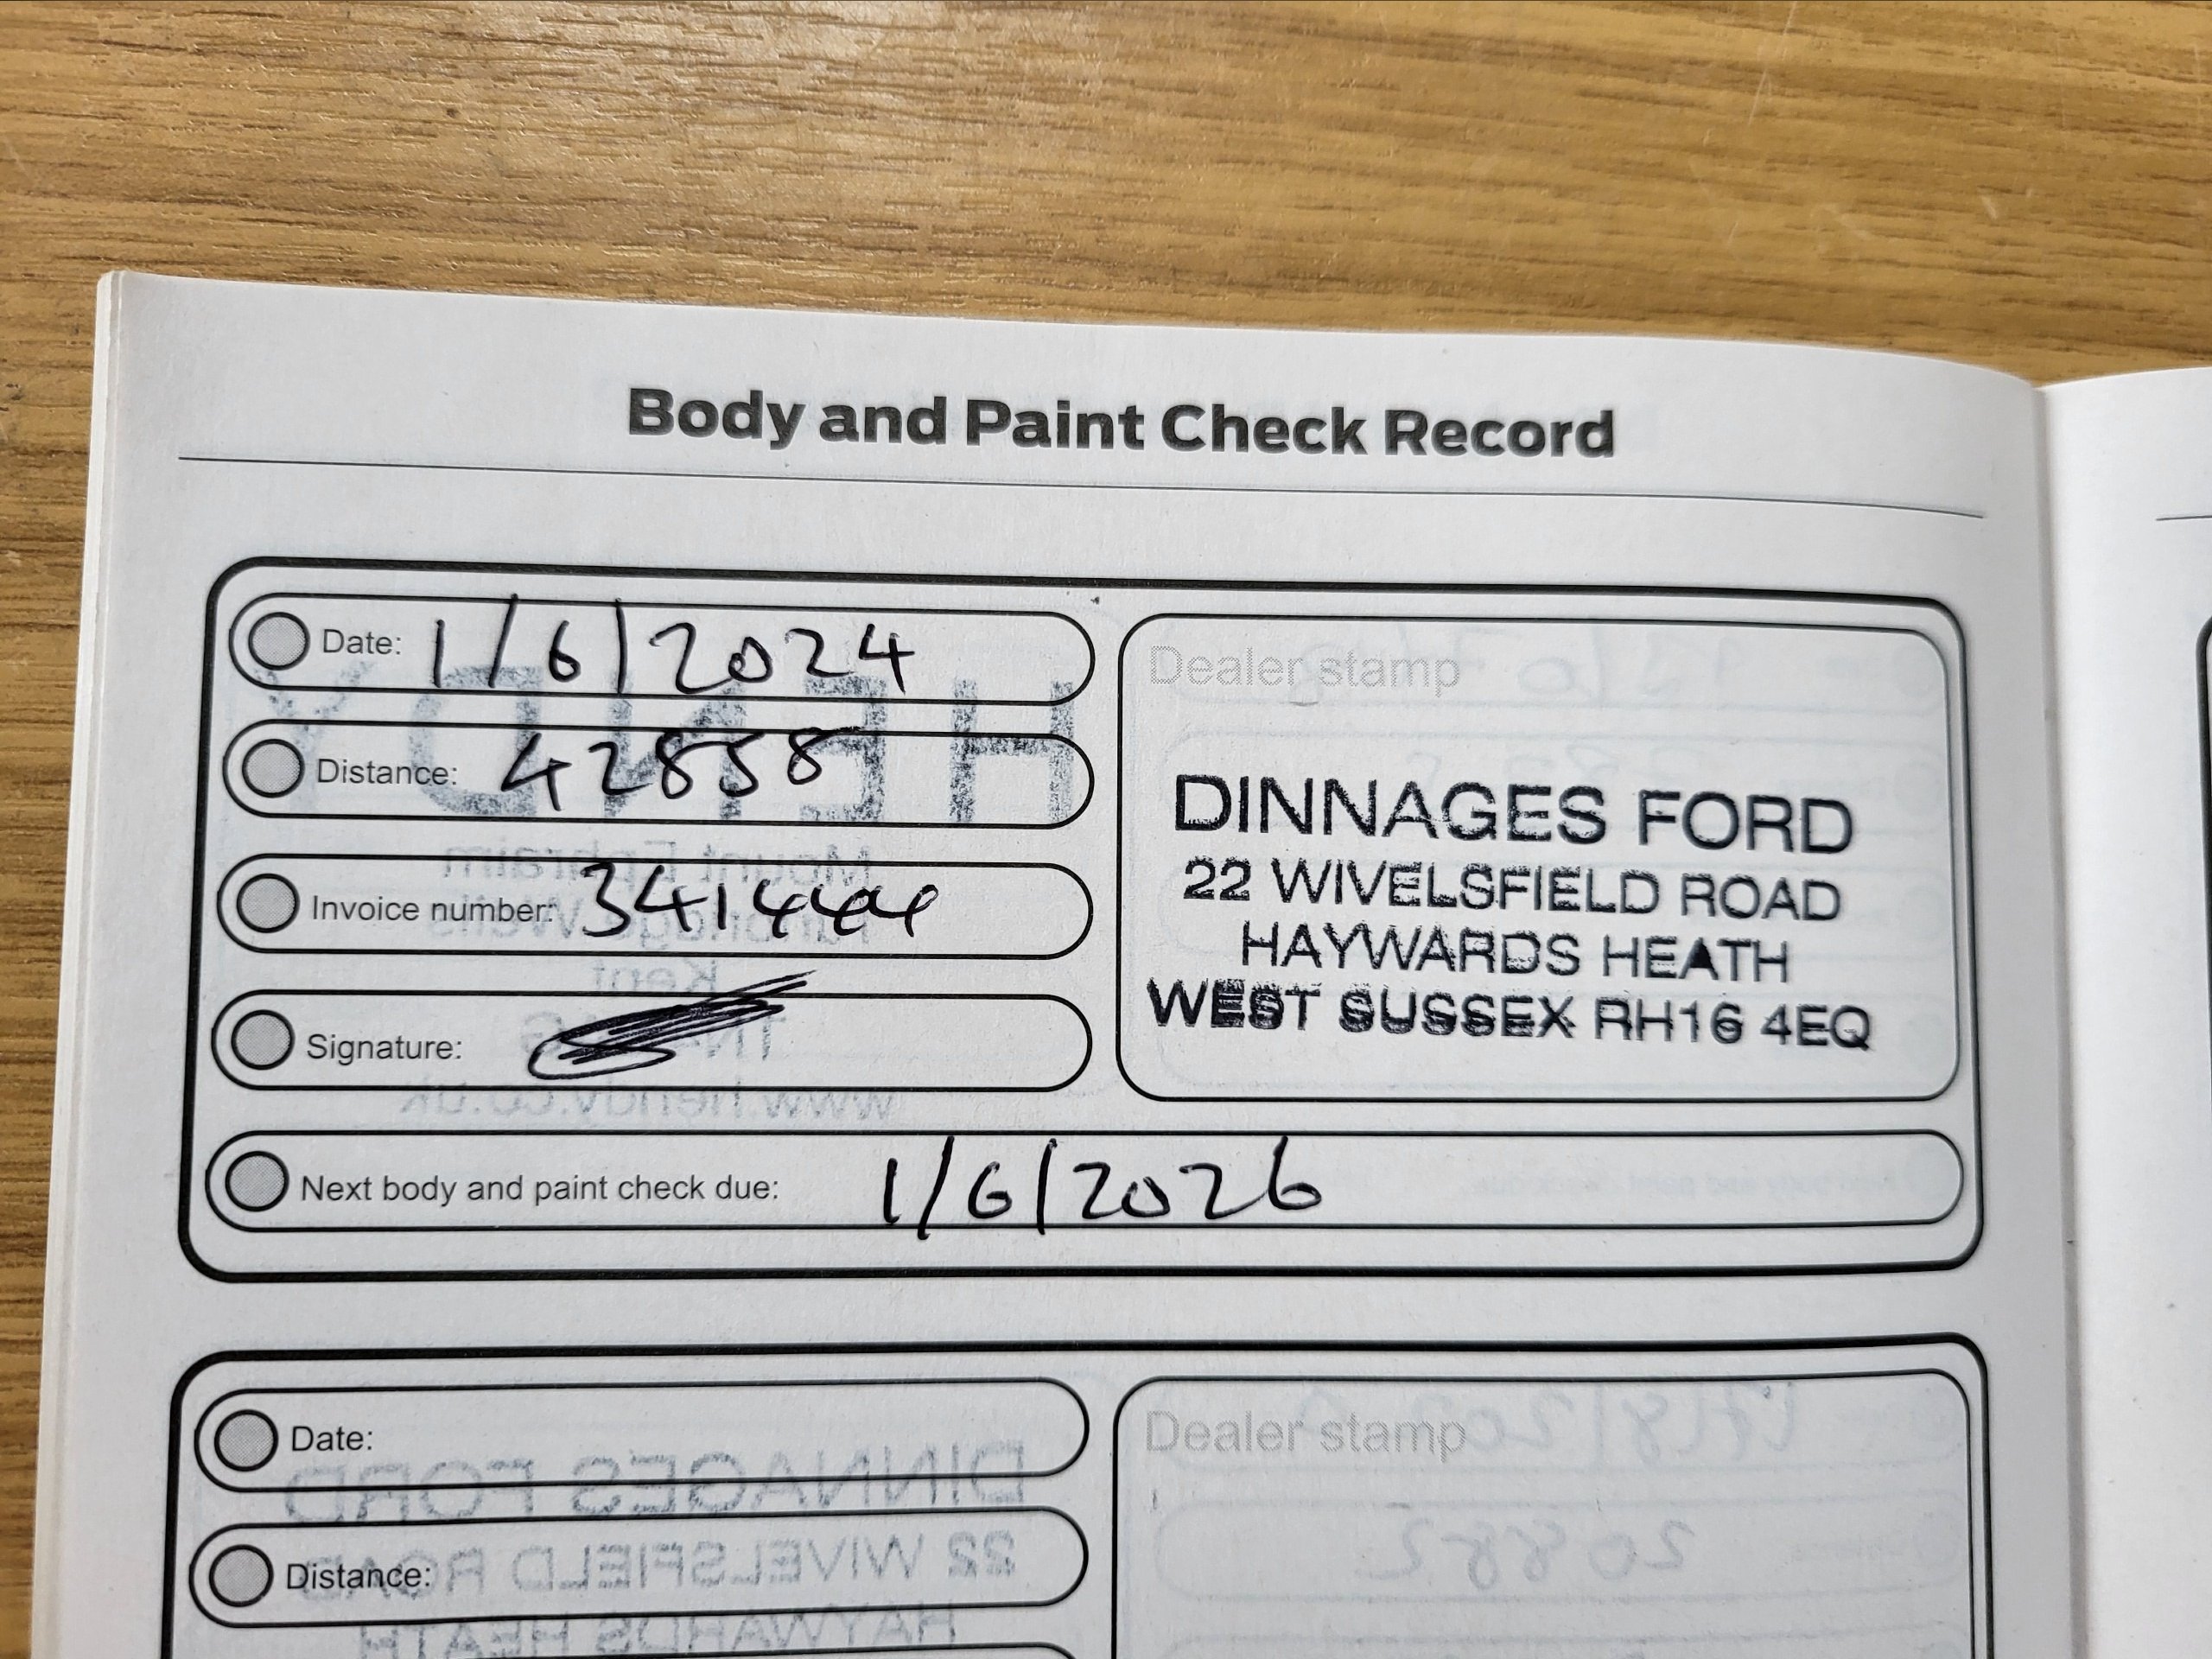 Body and Paint Check Record
Date: 1/6/2024
Distance: 42858
Invoice number: 341444
Signature:
Dealer stamp
DINNAGES FORD
22 WIVELSFIELD ROAD
HAYWARDS HEATH
WEST SUSSEX RH16 4EQ
Next body and paint check due: 1/6/2026
Date:
Distance:
Dealer stamp